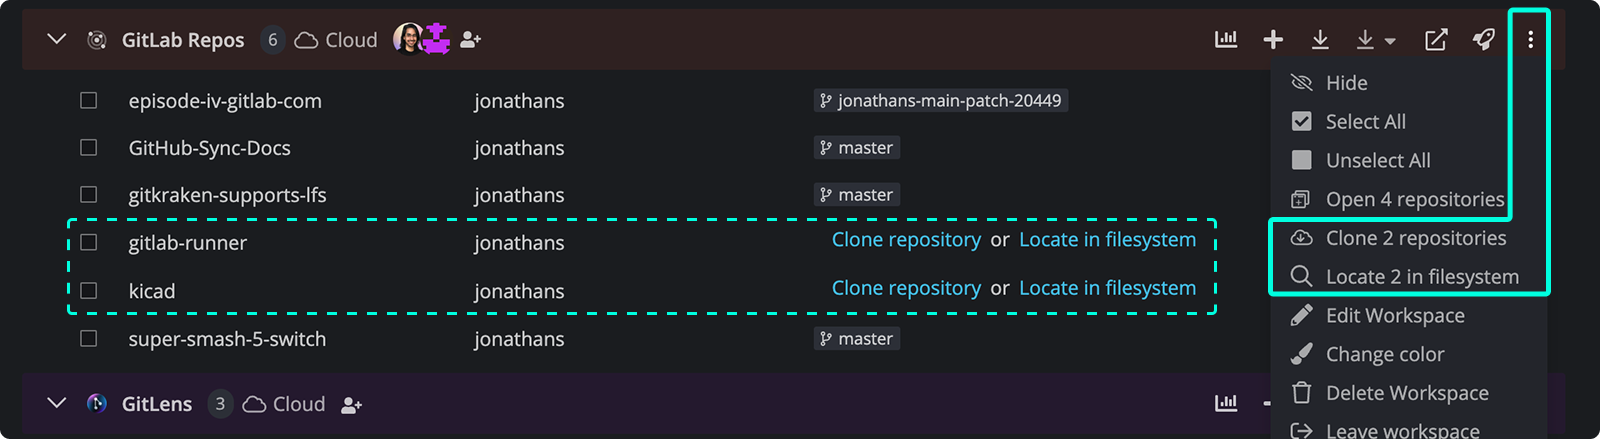 GitLab Repos 6 Cloud
episode-iv-gitlab-com jonathans jonathans-main-patch-20449
GitHub-Sync-Docs jonathans master
gitkraken-supports-lfs jonathans master
gitlab-runner jonathans Clone repository or Locate in filesystem
kicad jonathans Clone repository or Locate in filesystem
super-smash-5-switch jonathans master
GitLens 3 Cloud
Hide
Select All
Unselect All
Open 4 repositories
Clone 2 repositories
Locate 2 in filesystem
Edit Workspace
Change color
Delete Workspace
Leave workspace